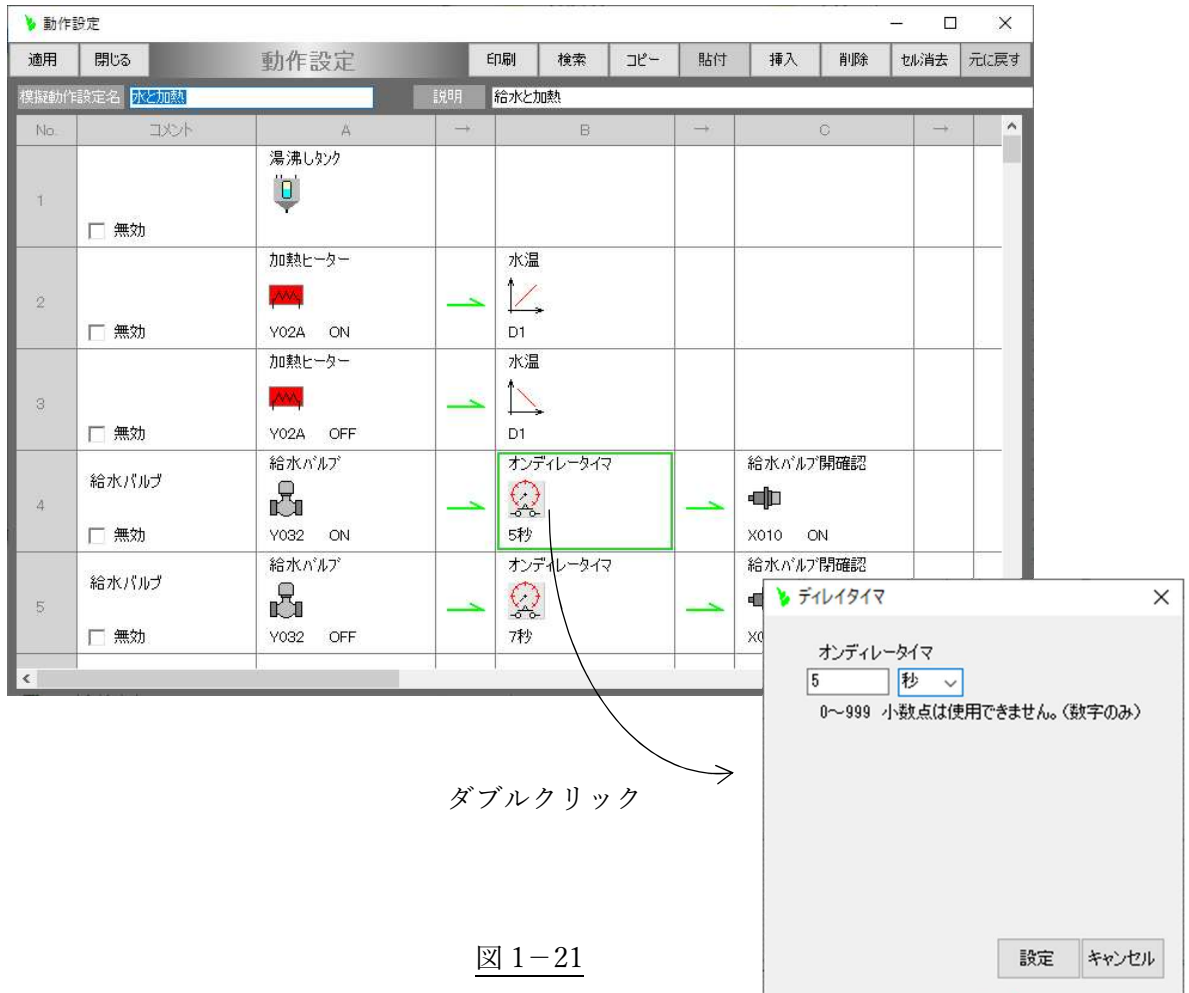 動作設定
適用 閉じる 動作設定 印刷 検索 コピー 貼付 挿入 削除 セル消去 元に戻す
模擬動作設定名 水と加熱 説明 給水と加熱
No. コメント A → B → C →
1 無効 湯沸しタンク
2 無効 加熱ヒーター Y02A ON 水温 D1
3 無効 加熱ヒーター Y02A OFF 水温 D1
4 給水バルブ 無効 給水バルブ Y032 ON オンディレータイマ 5秒 給水バルブ開確認 X010 ON
5 給水バルブ 無効 給水バルブ Y032 OFF オンディレータイマ 7秒 給水バルブ閉確認
ディレイタイマ
オンディレータイマ
5 秒
0～999 小数点は使用できません。(数字のみ)
ダブルクリック
設定 キャンセル
図 1－21